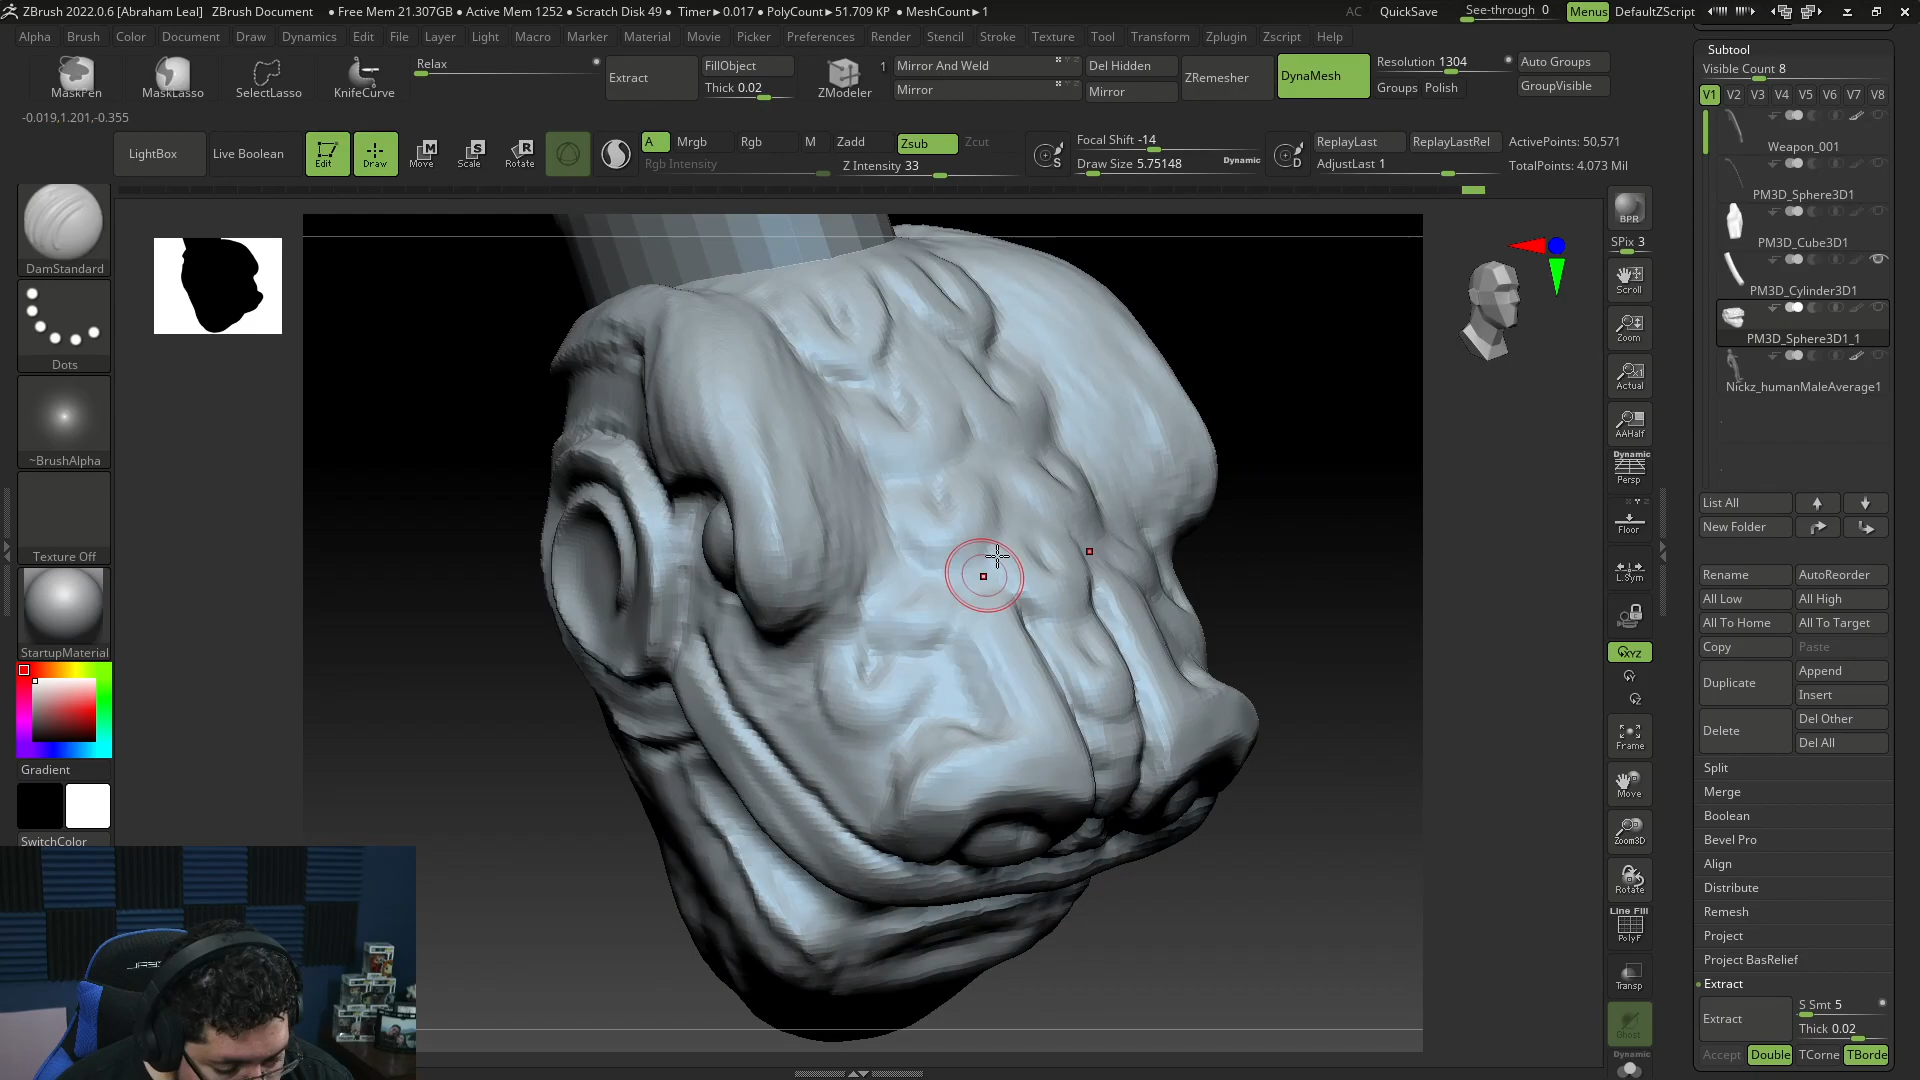 ZBrush 2022.0.6 [Abraham Leal] ZBrush Document • Free Mem 21.307GB • Active Mem 1252 • Scratch Disk 49 • Timer▸0.017 • PolyCount▸51.709 KP • MeshCount▸1
AC QuickSave See-through 0 Menus DefaultZScript
Alpha Brush Color Document Draw Dynamics Edit File Layer Light Macro Marker Material Movie Picker Preferences Render Stencil Stroke Texture Tool Transform Zplugin Zscript Help
MaskPen MaskLasso SelectLasso KnifeCurve
Relax
Extract
FillObject
Thick 0.02
ZModeler
1
Mirror And Weld
Mirror
Del Hidden
Mirror
ZRemesher
DynaMesh
Resolution 1304
Groups Polish
Auto Groups
GroupVisible
-0.019,1.201,-0.355
LightBox
Live Boolean
Edit
Draw
Move
Scale
Rotate
A Mrgb Rgb M Zadd Zsub Zcut
Rgb Intensity
Z Intensity 33
S
Focal Shift -14
Draw Size 5.75148 Dynamic
D
ReplayLast ReplayLastRel
AdjustLast 1
ActivePoints: 50,571
TotalPoints: 4.073 Mil
DamStandard
Dots
~BrushAlpha
Texture Off
StartupMaterial
Gradient
SwitchColor
BPR
SPix 3
Scroll
Zoom
Actual
AAHalf
Dynamic
Persp
Floor
L.Sym
XYZ
Frame
Move
Zoom3D
Rotate
Line Fill
PolyF
Transp
Ghost
Dynamic
Subtool
Visible Count 8
V1 V2 V3 V4 V5 V6 V7 V8
Weapon_001
PM3D_Sphere3D1
PM3D_Cube3D1
PM3D_Cylinder3D1
PM3D_Sphere3D1_1
Nickz_humanMaleAverage1
List All
New Folder
Rename AutoReorder
All Low All High
All To Home All To Target
Copy Paste
Duplicate Append
Insert
Delete Del Other
Del All
Split
Merge
Boolean
Bevel Pro
Align
Distribute
Remesh
Project
Project BasRelief
Extract
Extract
S Smt 5
Thick 0.02
Accept Double TCorne TBorde